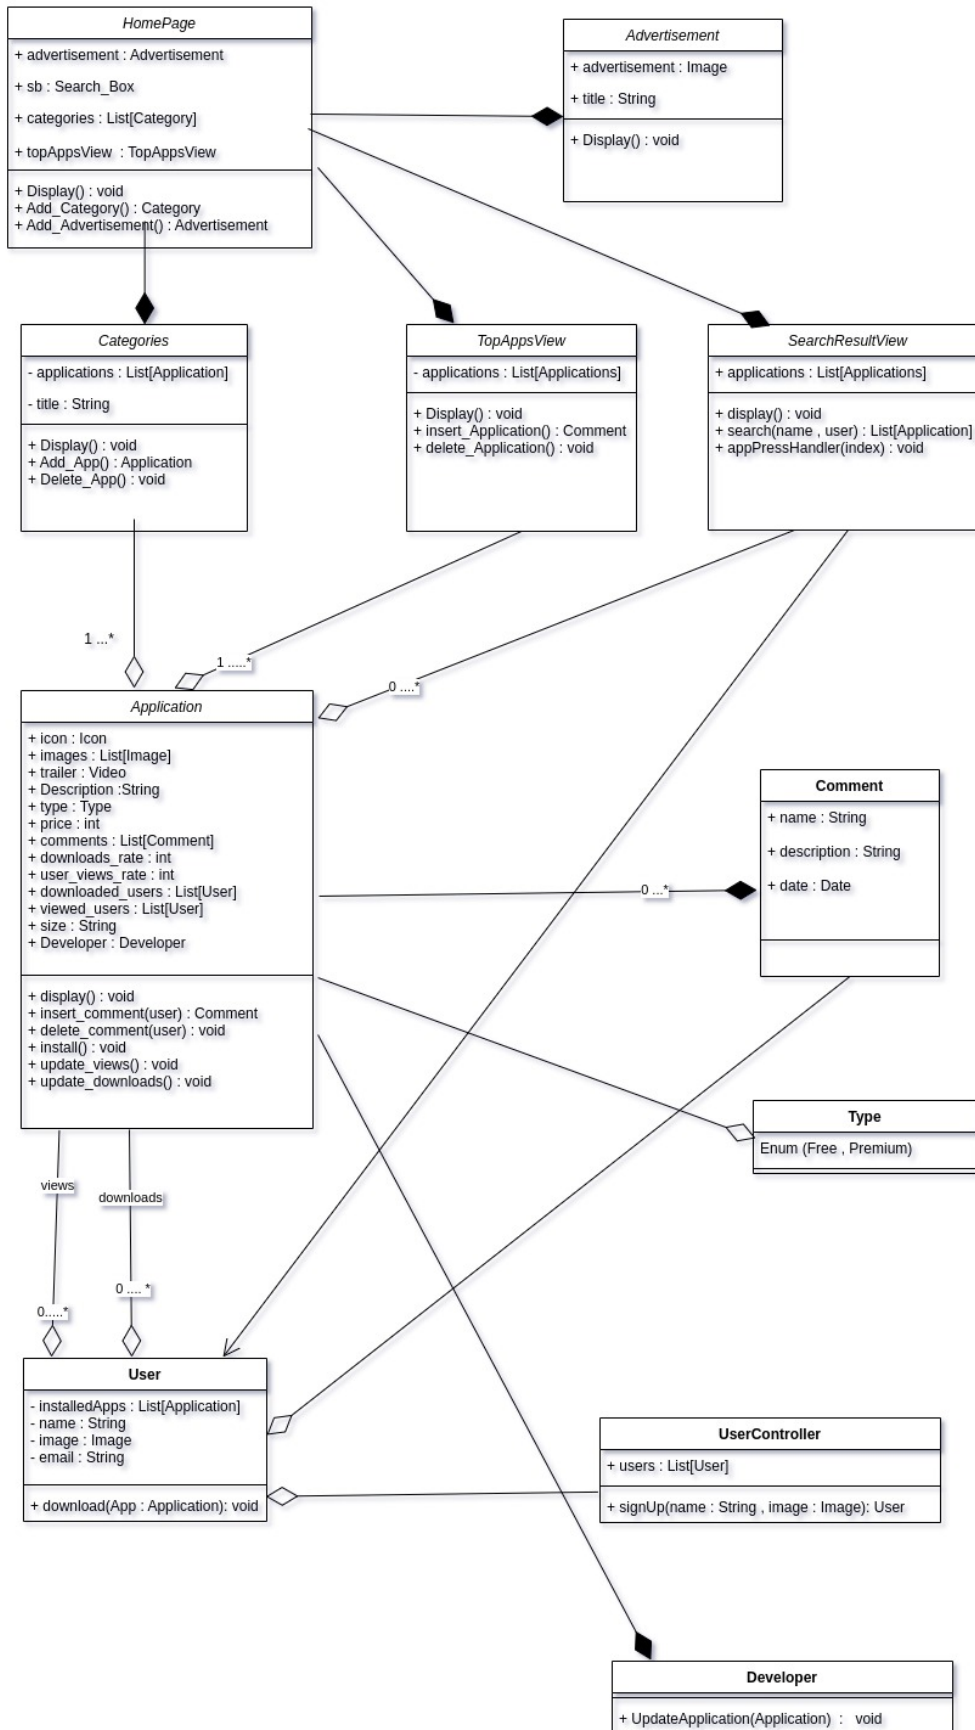 HomePage
+ advertisement : Advertisement
+ sb : Search_Box
+ categories : List[Category]
+ topAppsView : TopAppsView
+ Display() : void
+ Add_Category() : Category
+ Add_Advertisement() : Advertisement
Advertisement
+ advertisement : Image
+ title : String
+ Display() : void
Categories
- applications : List[Application]
- title : String
+ Display() : void
+ Add_App() : Application
+ Delete_App() : void
TopAppsView
- applications : List[Applications]
+ Display() : void
+ insert_Application() : Comment
+ delete_Application() : void
SearchResultView
+ applications : List[Applications]
+ display() : void
+ search(name , user) : List[Application]
+ appPressHandler(index) : void
1 ...*
1 .....*
0 ....*
Application
+ icon : Icon
+ images : List[Image]
+ trailer : Video
+ Description :String
+ type : Type
+ price : int
+ comments : List[Comment]
+ downloads_rate : int
+ user_views_rate : int
+ downloaded_users : List[User]
+ viewed_users : List[User]
+ size : String
+ Developer : Developer
+ display() : void
+ insert_comment(user) : Comment
+ delete_comment(user) : void
+ install() : void
+ update_views() : void
+ update_downloads() : void
0 ...*
Comment
+ name : String
+ description : String
+ date : Date
Type
Enum (Free , Premium)
views
downloads
0.....*
0 .... *
User
- installedApps : List[Application]
- name : String
- image : Image
- email : String
+ download(App : Application): void
UserController
+ users : List[User]
+ signUp(name : String , image : Image): User
Developer
+ UpdateApplication(Application) : void